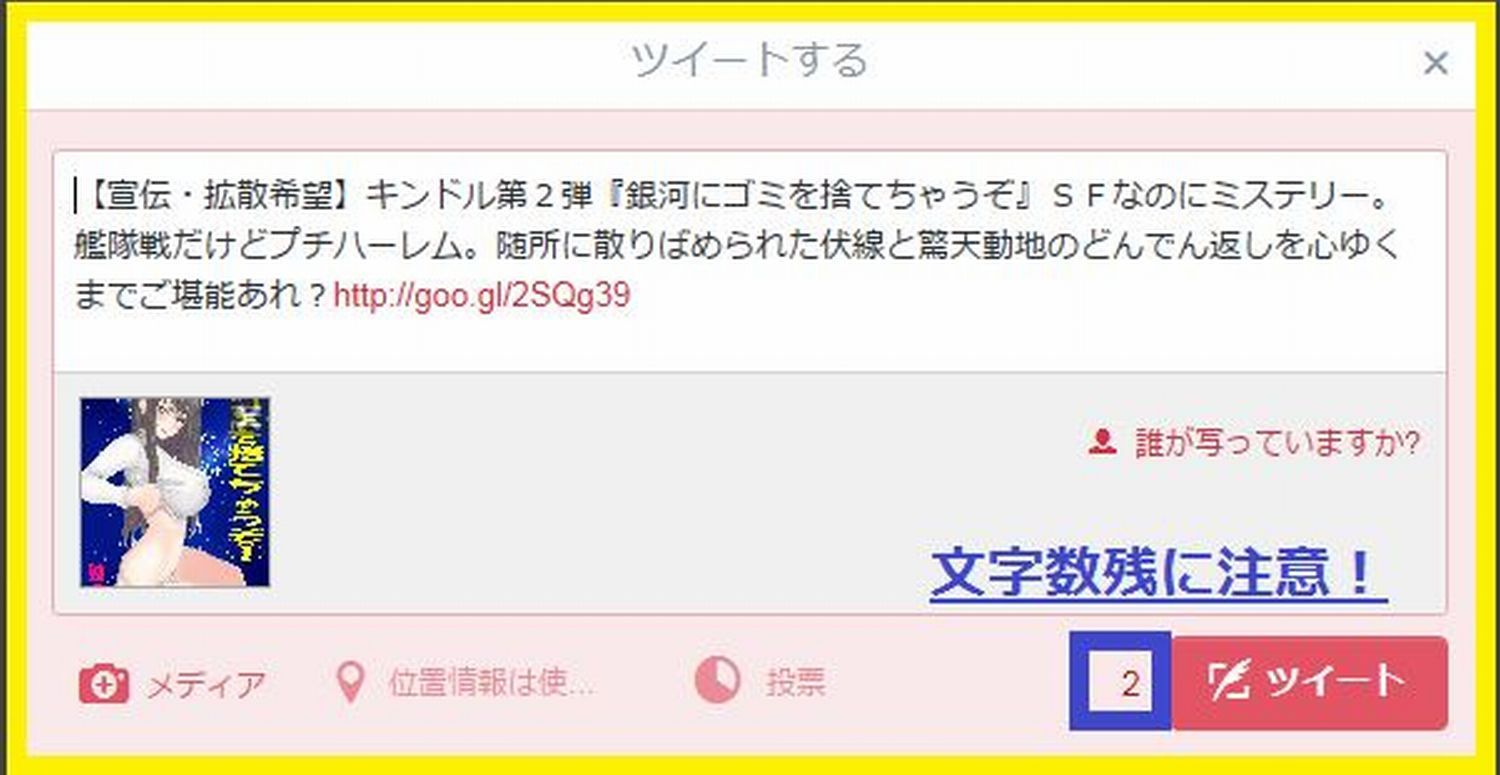 ツイートする
×
【宣伝・拡散希望】キンドル第２弾『銀河にゴミを捨てちゃうぞ』ＳＦなのにミステリー。
艦隊戦だけどプチハーレム。随所に散りばめられた伏線と驚天動地のどんでん返しを心ゆく
までご堪能あれ？http://goo.gl/2SQg39
誰が写っていますか?
文字数残に注意！
メディア
位置情報は使...
投票
2
ツイート